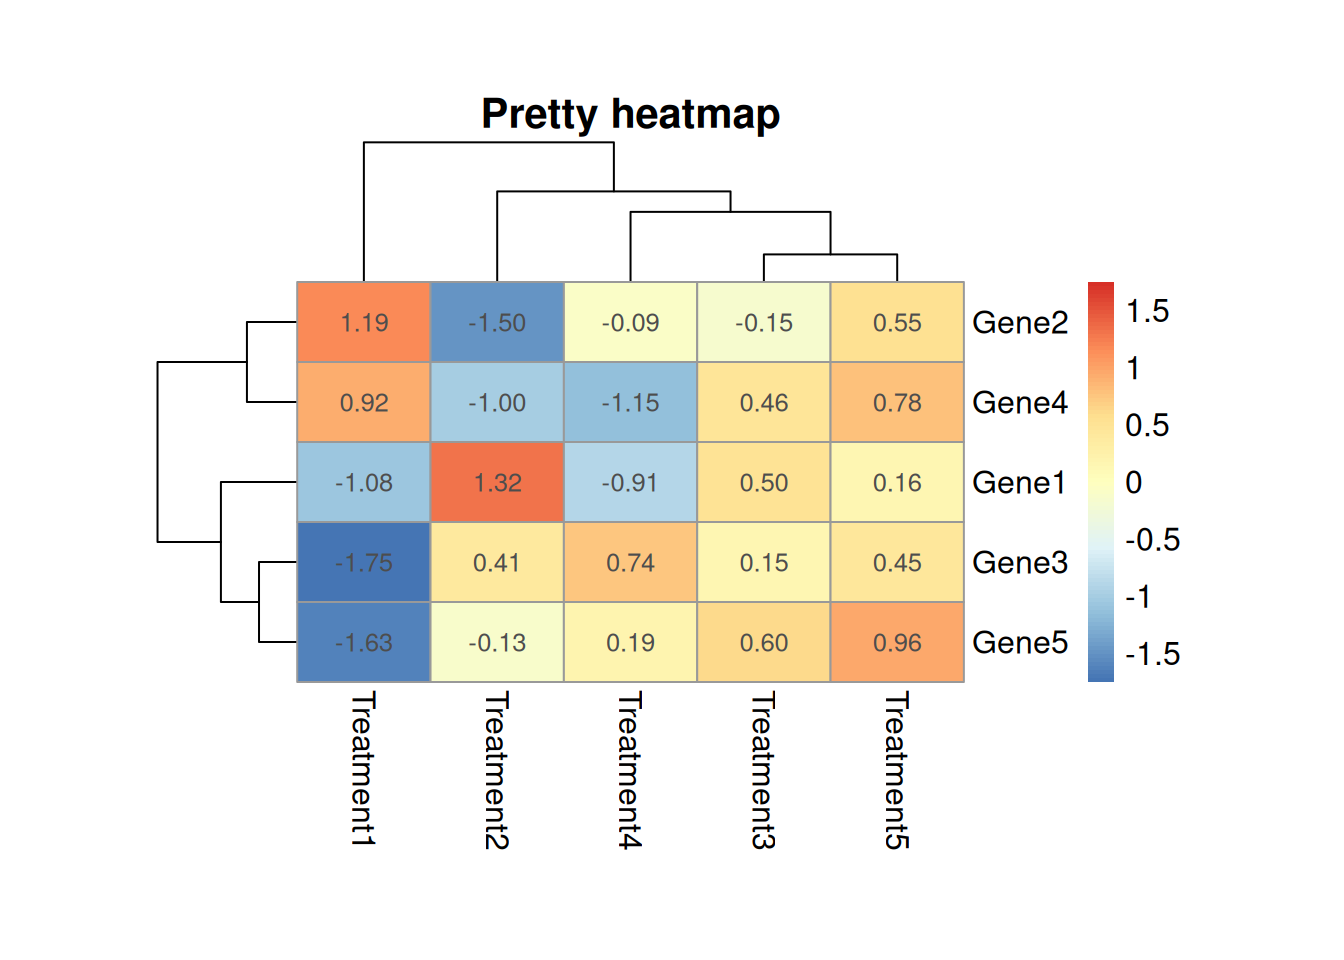 Pretty heatmap
1.19 -1.50 -0.09 -0.15 0.55 Gene2
0.92 -1.00 -1.15 0.46 0.78 Gene4
-1.08 1.32 -0.91 0.50 0.16 Gene1
-1.75 0.41 0.74 0.15 0.45 Gene3
-1.63 -0.13 0.19 0.60 0.96 Gene5
Treatment1
Treatment2
Treatment4
Treatment3
Treatment5
1.5
1
0.5
0
-0.5
-1
-1.5